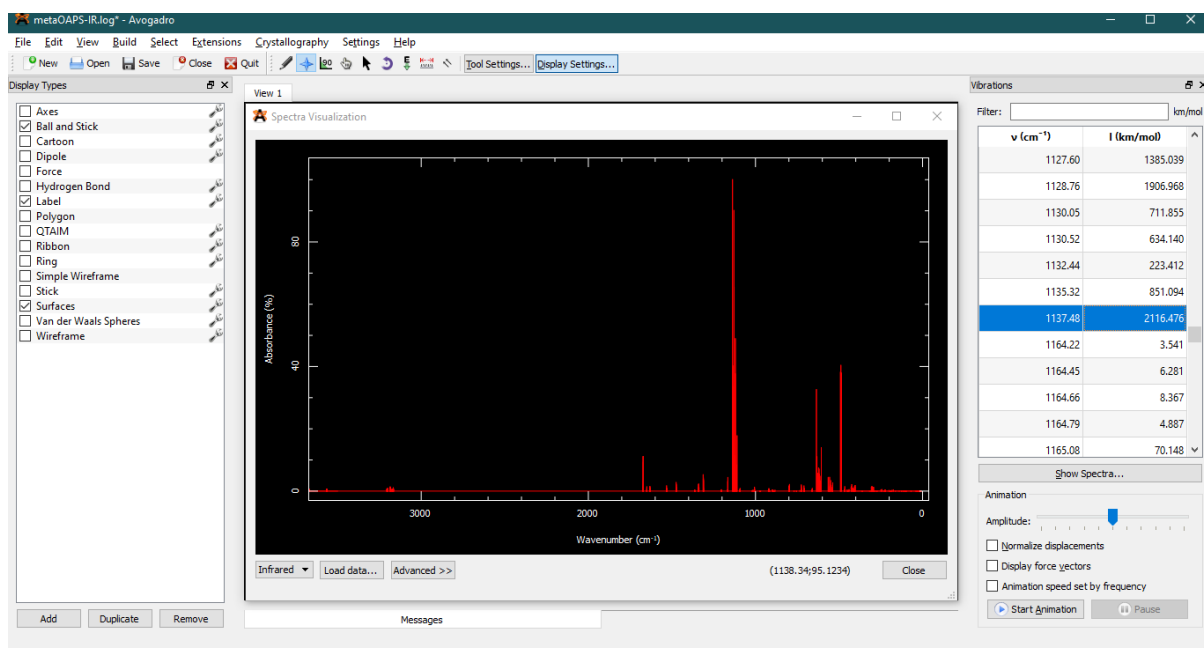 metaOAPS-IR.log* - Avogadro
File Edit View Build Select Extensions Crystallography Settings Help
New Open Save Close Quit Tool Settings... Display Settings...
Display Types
Axes
Ball and Stick
Cartoon
Dipole
Force
Hydrogen Bond
Label
Polygon
QTAIM
Ribbon
Ring
Simple Wireframe
Stick
Surfaces
Van der Waals Spheres
Wireframe
Add Duplicate Remove
View 1
Spectra Visualization
Absorbance (%)
80
40
0
3000 2000 1000 0
Wavenumber (cm⁻¹)
Infrared Load data... Advanced >> (1138.34;95.1234) Close
Messages
Vibrations
Filter: km/mol
ν (cm⁻¹) I (km/mol)
1127.60 1385.039
1128.76 1906.968
1130.05 711.855
1130.52 634.140
1132.44 223.412
1135.32 851.094
1137.48 2116.476
1164.22 3.541
1164.45 6.281
1164.66 8.367
1164.79 4.887
1165.08 70.148
Show Spectra...
Animation
Amplitude:
Normalize displacements
Display force vectors
Animation speed set by frequency
Start Animation Pause